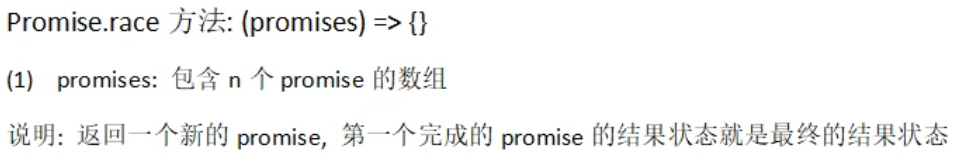 Promise.race 方法: (promises) => {}
(1) promises: 包含 n 个 promise 的数组
说明: 返回一个新的 promise, 第一个完成的 promise 的结果状态就是最终的结果状态